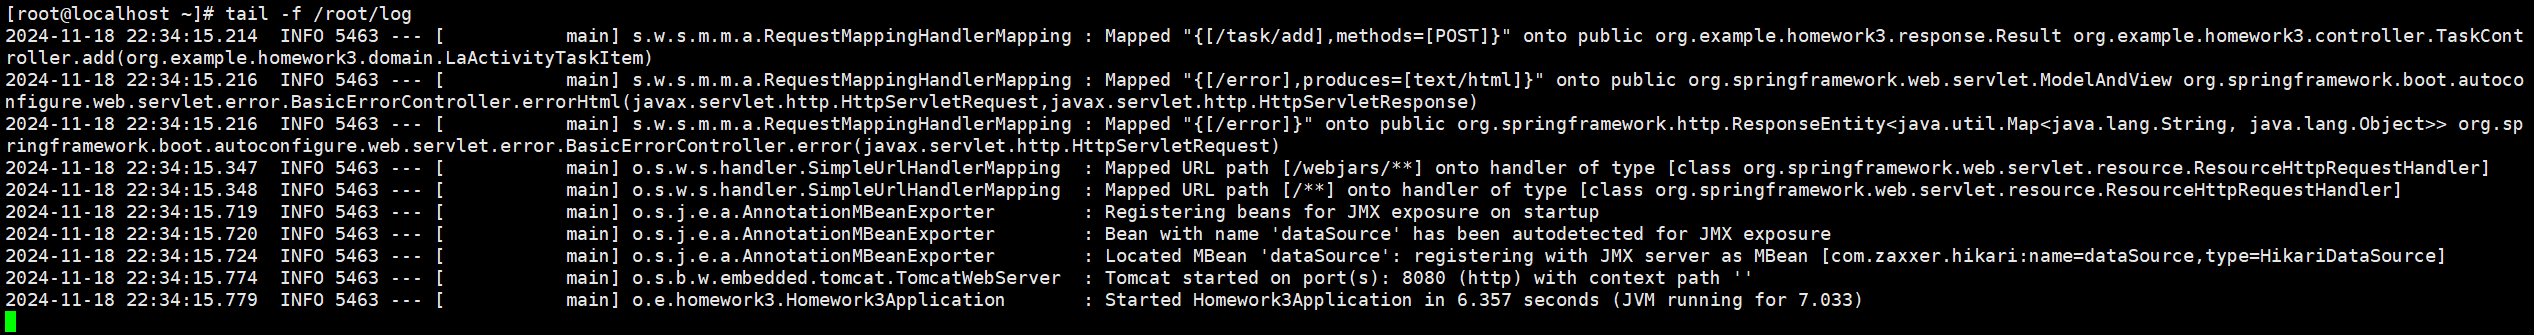 [root@localhost ~]# tail -f /root/log
2024-11-18 22:34:15.214  INFO 5463 --- [           main] s.w.s.m.m.a.RequestMappingHandlerMapping : Mapped "{[/task/add],methods=[POST]}" onto public org.example.homework3.response.Result org.example.homework3.controller.TaskCont
roller.add(org.example.homework3.domain.LaActivityTaskItem)
2024-11-18 22:34:15.216  INFO 5463 --- [           main] s.w.s.m.m.a.RequestMappingHandlerMapping : Mapped "{[/error],produces=[text/html]}" onto public org.springframework.web.servlet.ModelAndView org.springframework.boot.autoco
nfigure.web.servlet.error.BasicErrorController.errorHtml(javax.servlet.http.HttpServletRequest,javax.servlet.http.HttpServletResponse)
2024-11-18 22:34:15.216  INFO 5463 --- [           main] s.w.s.m.m.a.RequestMappingHandlerMapping : Mapped "{[/error]}" onto public org.springframework.http.ResponseEntity<java.util.Map<java.lang.String, java.lang.Object>> org.sp
ringframework.boot.autoconfigure.web.servlet.error.BasicErrorController.error(javax.servlet.http.HttpServletRequest)
2024-11-18 22:34:15.347  INFO 5463 --- [           main] o.s.w.s.handler.SimpleUrlHandlerMapping  : Mapped URL path [/webjars/**] onto handler of type [class org.springframework.web.servlet.resource.ResourceHttpRequestHandler]
2024-11-18 22:34:15.348  INFO 5463 --- [           main] o.s.w.s.handler.SimpleUrlHandlerMapping  : Mapped URL path [/**] onto handler of type [class org.springframework.web.servlet.resource.ResourceHttpRequestHandler]
2024-11-18 22:34:15.719  INFO 5463 --- [           main] o.s.j.e.a.AnnotationMBeanExporter        : Registering beans for JMX exposure on startup
2024-11-18 22:34:15.720  INFO 5463 --- [           main] o.s.j.e.a.AnnotationMBeanExporter        : Bean with name 'dataSource' has been autodetected for JMX exposure
2024-11-18 22:34:15.724  INFO 5463 --- [           main] o.s.j.e.a.AnnotationMBeanExporter        : Located MBean 'dataSource': registering with JMX server as MBean [com.zaxxer.hikari:name=dataSource,type=HikariDataSource]
2024-11-18 22:34:15.774  INFO 5463 --- [           main] o.s.b.w.embedded.tomcat.TomcatWebServer  : Tomcat started on port(s): 8080 (http) with context path ''
2024-11-18 22:34:15.779  INFO 5463 --- [           main] o.e.homework3.Homework3Application       : Started Homework3Application in 6.357 seconds (JVM running for 7.033)